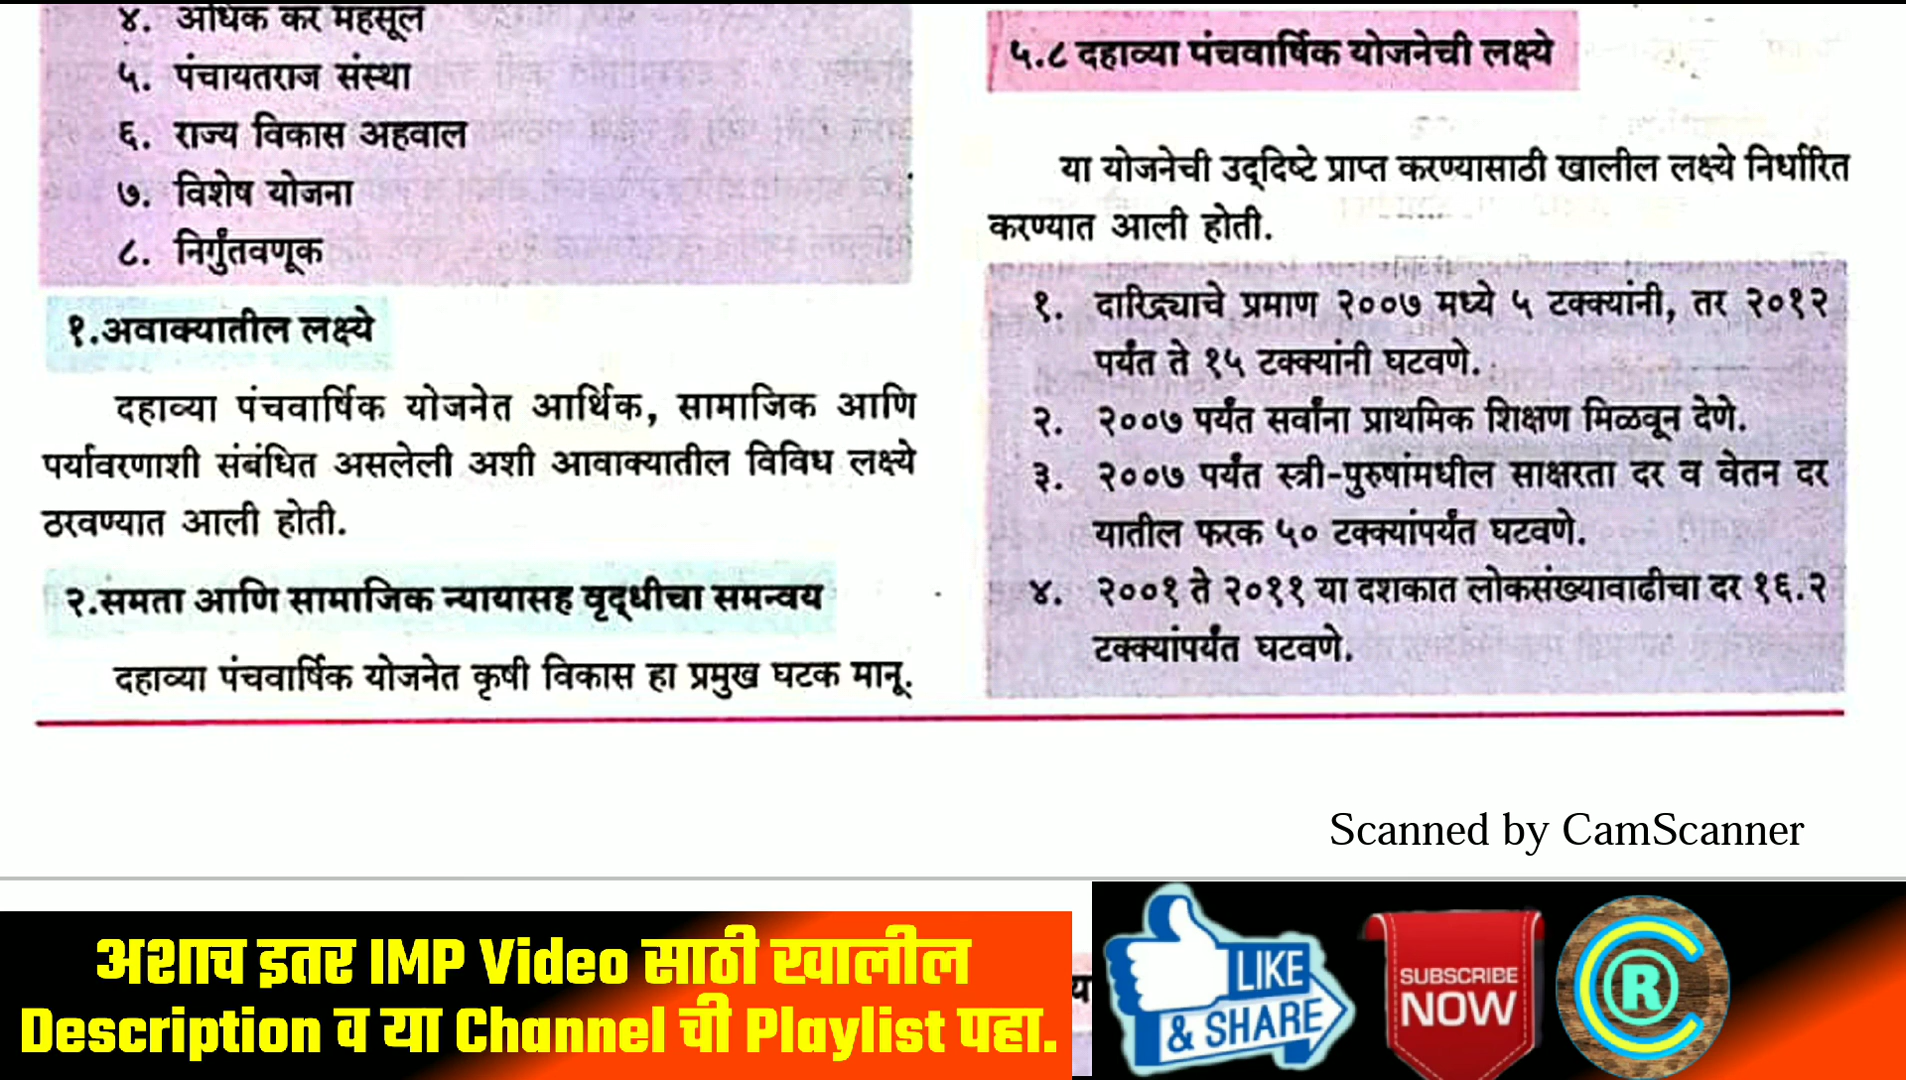 ४. अधिक कर महसूल
५. पंचायतराज संस्था
६. राज्य विकास अहवाल
७. विशेष योजना
८. निर्गुंतवणूक
१.अवाक्यातील लक्ष्ये
दहाव्या पंचवार्षिक योजनेत आर्थिक, सामाजिक आणि
पर्यावरणाशी संबंधित असलेली अशी आवाक्यातील विविध लक्ष्ये
ठरवण्यात आली होती.
२.समता आणि सामाजिक न्यायासह वृद्धीचा समन्वय
दहाव्या पंचवार्षिक योजनेत कृषी विकास हा प्रमुख घटक मानू.
५.८ दहाव्या पंचवार्षिक योजनेची लक्ष्ये
या योजनेची उद्दिष्टे प्राप्त करण्यासाठी खालील लक्ष्ये निर्धारित
करण्यात आली होती.
१. दारिद्र्याचे प्रमाण २००७ मध्ये ५ टक्क्यांनी, तर २०१२
पर्यंत ते १५ टक्क्यांनी घटवणे.
२. २००७ पर्यंत सर्वांना प्राथमिक शिक्षण मिळवून देणे.
३. २००७ पर्यंत स्त्री-पुरुषांमधील साक्षरता दर व वेतन दर
यातील फरक ५० टक्क्यांपर्यंत घटवणे.
४. २००१ ते २०११ या दशकात लोकसंख्यावाढीचा दर १६.२
टक्क्यांपर्यंत घटवणे.
Scanned by CamScanner
अशाच इतर IMP Video साठी खालील
Description व या Channel ची Playlist पहा.
य
LIKE
& SHARE
SUBSCRIBE
NOW
R